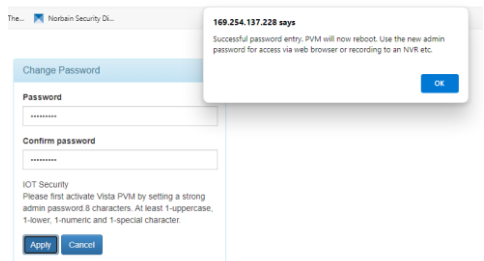 The... Norbain Security Di...
169.254.137.228 says
Successful password entry. PVM will now reboot. Use the new admin
password for access via web browser or recording to an NVR etc.
OK
Change Password
Password
•••••••••
Confirm password
•••••••••
IOT Security
Please first activate Vista PVM by setting a strong
admin password.8 characters. At least 1-uppercase,
1-lower, 1-numeric and 1-special character.
Apply Cancel